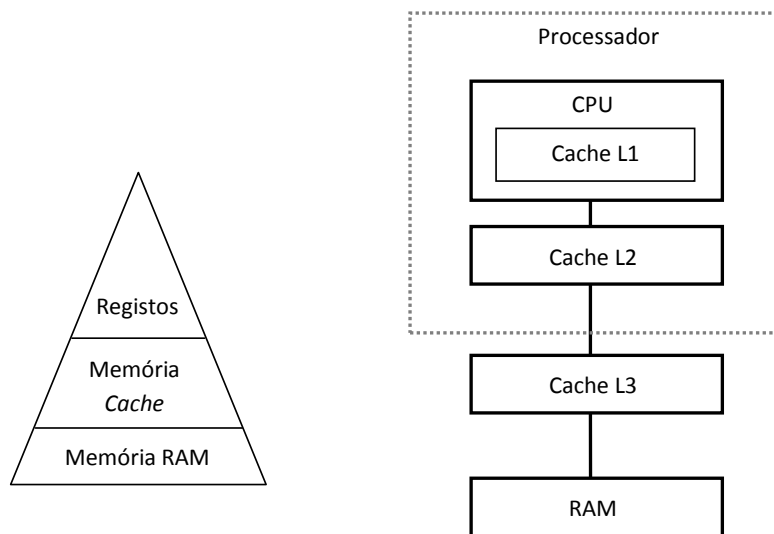 Registos
Memória
Cache
Memória RAM
Processador
CPU
Cache L1
Cache L2
Cache L3
RAM